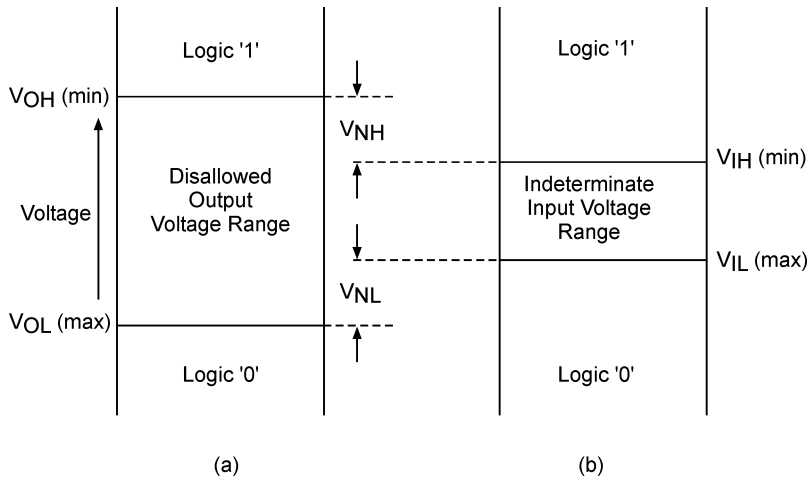 Logic '1'
Logic '1'
VOH (min)
VNH
VIH (min)
Disallowed
Output
Voltage Range
Indeterminate
Input Voltage
Range
Voltage
VIL (max)
VNL
VOL (max)
Logic '0'
Logic '0'
(a)
(b)